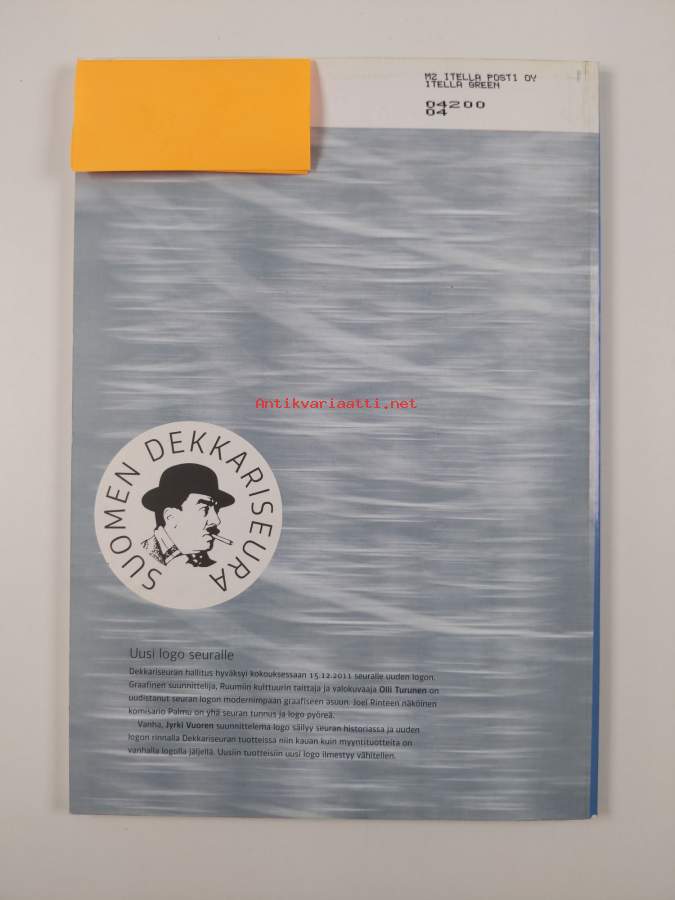 M2 ITELLA POSTI OY
ITELLA GREEN
04200
04
Antikvariaatti.net
SUOMEN DEKKARISEURA
Uusi logo seuralle
Dekkariseuran hallitus hyväksyi kokouksessaan 15.12.2011 seuralle uuden logon.
Graafinen suunnittelija, Ruumiin kulttuurin taittaja ja valokuvaaja Olli Turunen on
uudistanut seuran logon modernimpaan graafiseen asuun. Joel Rinteen näköinen
komisario Palmu on yhä seuran tunnus ja logo pyöreä.
Vanha, Jyrki Vuoren suunnittelema logo säilyy seuran historiassa ja uuden
logon rinnalla Dekkariseuran tuotteissa niin kauan kuin myyntituotteita on
vanhalla logolla jäljellä. Uusiin tuotteisiin uusi logo ilmestyy vähitellen.